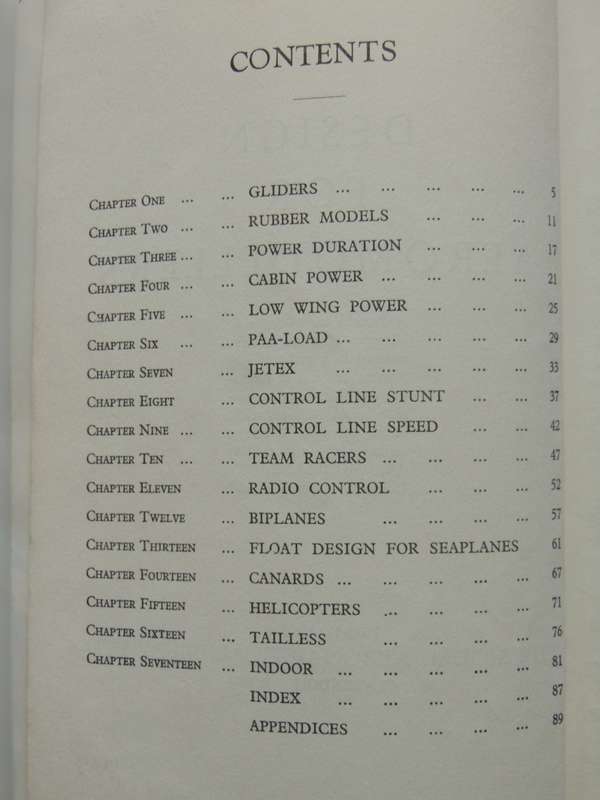 CONTENTS
CHAPTER ONE ... ... GLIDERS ... ... ... ... ... 5
CHAPTER TWO ... ... RUBBER MODELS ... ... ... 11
CHAPTER THREE ... ... POWER DURATION ... ... ... 17
CHAPTER FOUR ... ... CABIN POWER ... ... ... ... 21
CHAPTER FIVE ... ... LOW WING POWER ... ... ... 25
CHAPTER SIX ... ... PAA-LOAD ... ... ... ... ... 29
CHAPTER SEVEN ... JETEX ... ... ... ... ... 33
CHAPTER EIGHT ... CONTROL LINE STUNT ... ... 37
CHAPTER NINE ... ... CONTROL LINE SPEED ... ... 42
CHAPTER TEN ... ... TEAM RACERS ... ... ... ... 47
CHAPTER ELEVEN ... RADIO CONTROL ... ... ... 52
CHAPTER TWELVE ... BIPLANES ... ... ... ... 57
CHAPTER THIRTEEN ... FLOAT DESIGN FOR SEAPLANES 61
CHAPTER FOURTEEN ... CANARDS ... ... ... ... ... 67
CHAPTER FIFTEEN ... HELICOPTERS ... ... ... ... 71
CHAPTER SIXTEEN ... TAILLESS ... ... ... ... 76
CHAPTER SEVENTEEN ... INDOOR ... ... ... ... ... 81
INDEX ... ... ... ... ... 87
APPENDICES ... ... ... ... 89